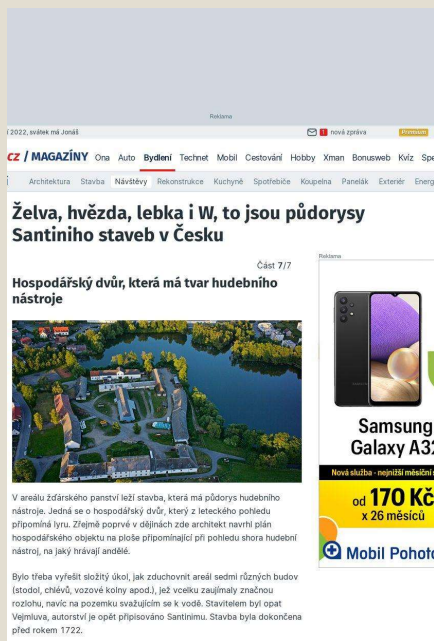 Reklama
2022, svátek má Jonáš
1 nová zpráva
Premium
cz / MAGAZÍNY Ona Auto Bydlení Technet Mobil Cestování Hobby Xman Bonusweb Kvíz Spe
Architektura Stavba Návštěvy Rekonstrukce Kuchyně Spotřebiče Koupelna Panelák Exteriér Energ
Želva, hvězda, lebka i W, to jsou půdorysy
Santiniho staveb v Česku
Část 7/7
Hospodářský dvůr, která má tvar hudebního
nástroje
V areálu žďárského panství leží stavba, která má půdorys hudebního
nástroje. Jedná se o hospodářský dvůr, který z leteckého pohledu
připomíná lyru. Zřejmě poprvé v dějinách zde architekt navrhl plán
hospodářského objektu na ploše připomínající při pohledu shora hudební
nástroj, na jaký hrávají andělé.
Bylo třeba vyřešit složitý úkol, jak zduchovnit areál sedmi různých budov
(stodol, chlévů, vozové kolny apod.), jež vcelku zaujímaly značnou
rozlohu, navíc na pozemku svažujícím se k vodě. Stavitelem byl opat
Vejmluva, autorství je opět připisováno Santinimu. Stavba byla dokončena
před rokem 1722.
Reklama
Samsung
Galaxy A32
Nová služba - nejnižší měsíční s
od 170 Kč
x 26 měsíců
Mobil Pohoto